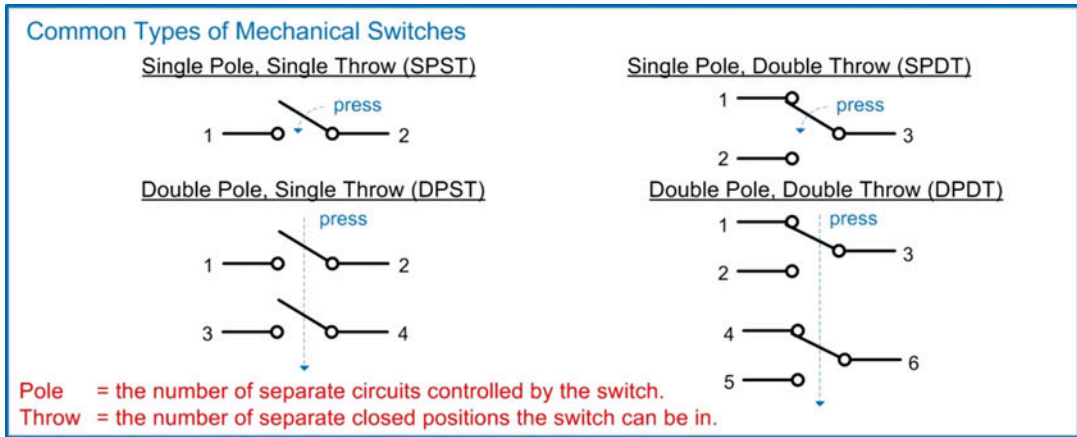 Common Types of Mechanical Switches
Single Pole, Single Throw (SPST)
press
1
2
Single Pole, Double Throw (SPDT)
1
press
3
2
Double Pole, Single Throw (DPST)
press
1
2
3
4
Double Pole, Double Throw (DPDT)
1
press
3
2
4
6
5
Pole = the number of separate circuits controlled by the switch.
Throw = the number of separate closed positions the switch can be in.